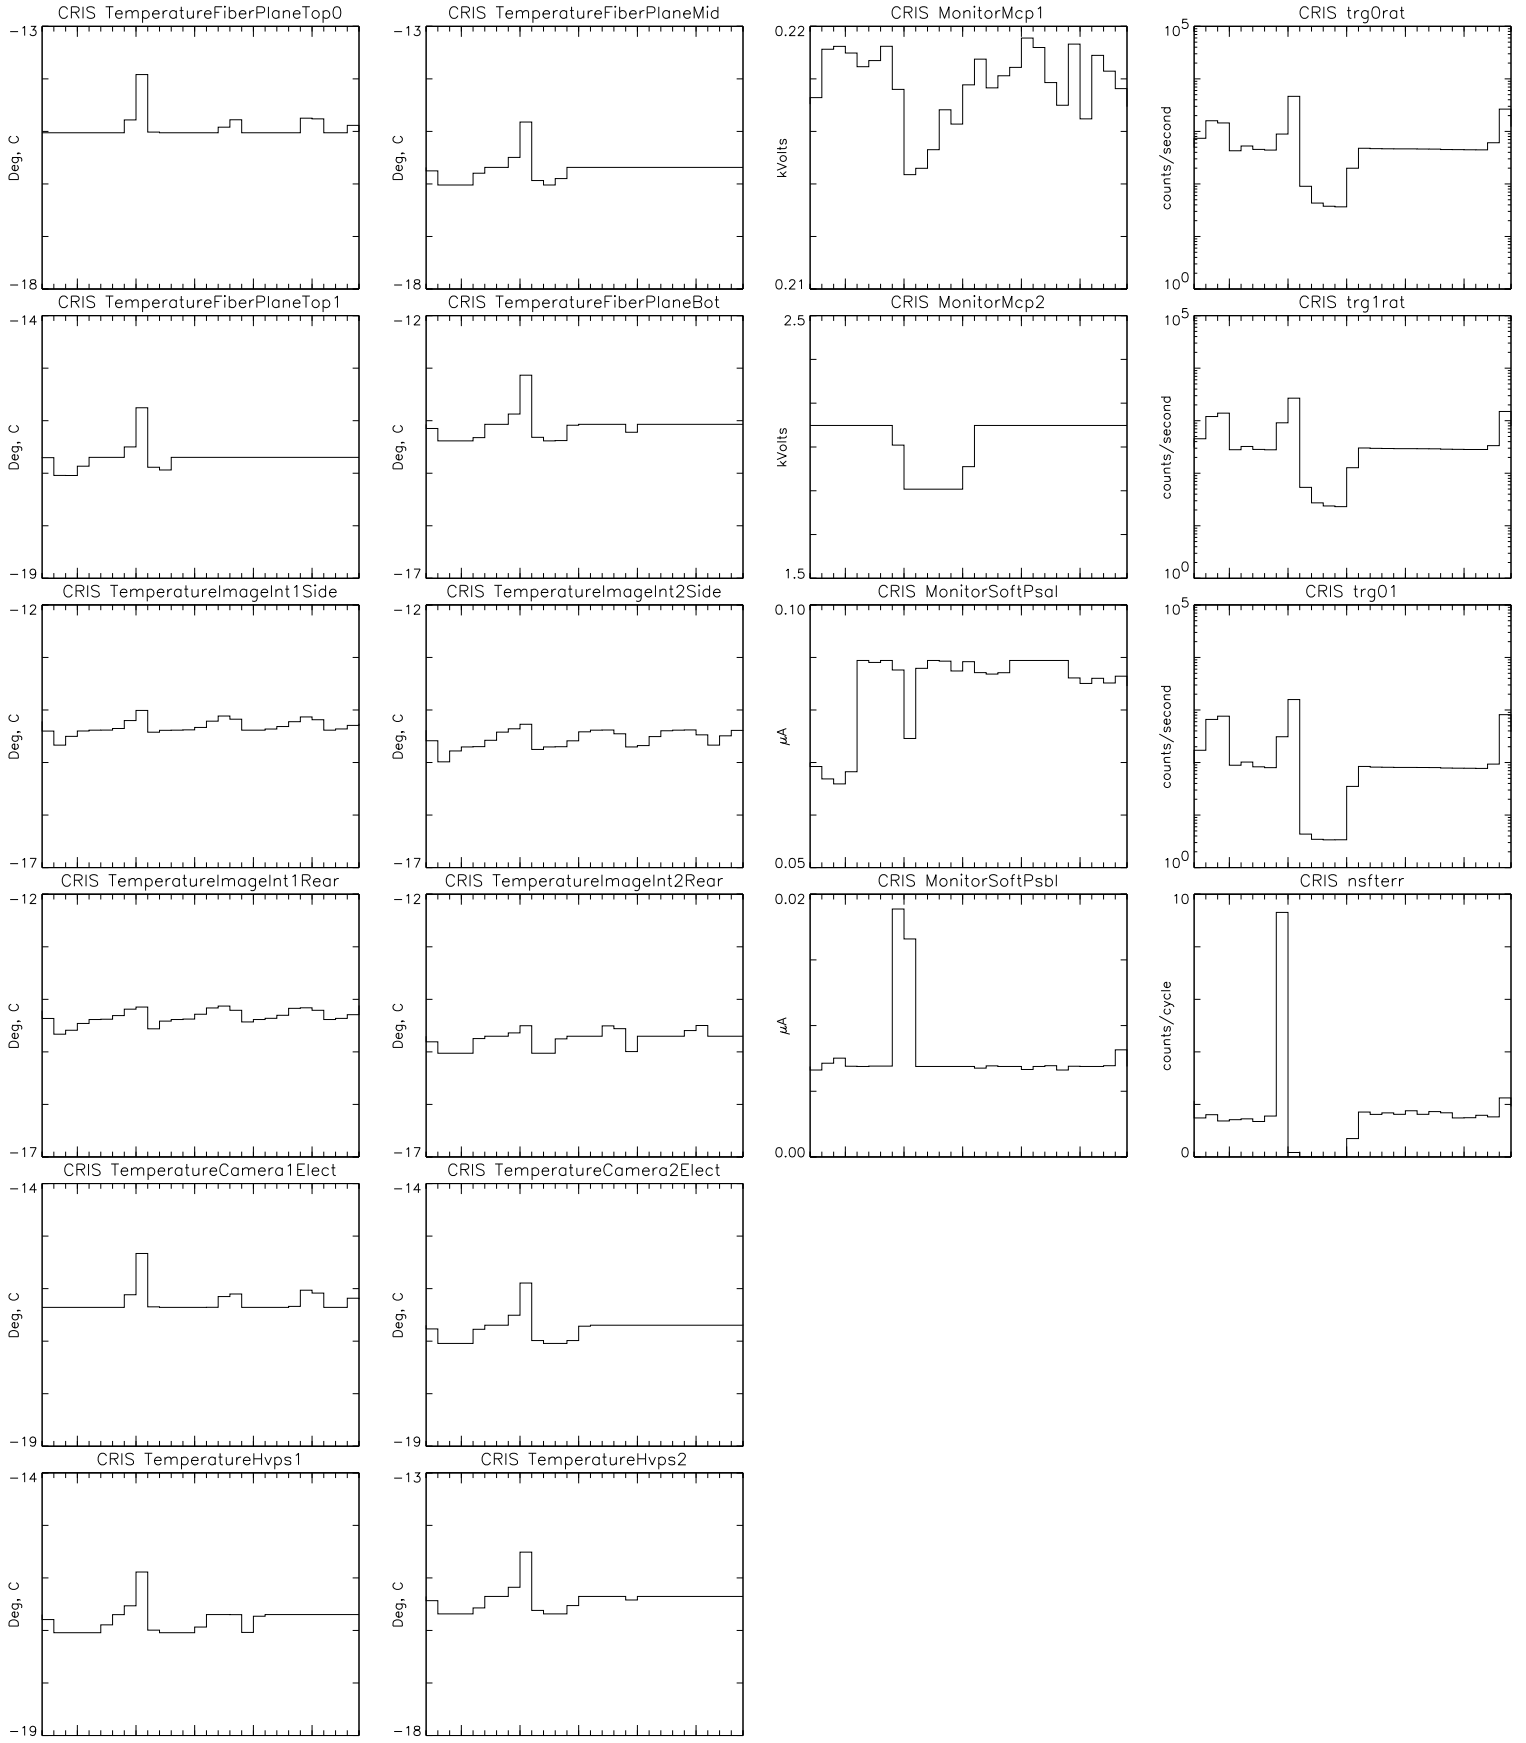 CRIS TemperatureFiberPlaneTop0
-13
Deg, C
-18
CRIS TemperatureFiberPlaneMid
-13
Deg, C
-18
CRIS MonitorMcp1
0.22
kVolts
0.21
CRIS trg0rat
10^5
counts/second
10^0
CRIS TemperatureFiberPlaneTop1
-14
Deg, C
-19
CRIS TemperatureFiberPlaneBot
-12
Deg, C
-17
CRIS MonitorMcp2
2.5
kVolts
1.5
CRIS trg1rat
10^5
counts/second
10^0
CRIS TemperatureImageInt1Side
-12
Deg, C
-17
CRIS TemperatureImageInt2Side
-12
Deg, C
-17
CRIS MonitorSoftPsaI
0.10
μA
0.05
CRIS trg01
10^5
counts/second
10^0
CRIS TemperatureImageInt1Rear
-12
Deg, C
-17
CRIS TemperatureImageInt2Rear
-12
Deg, C
-17
CRIS MonitorSoftPsbI
0.02
μA
0.00
CRIS nsfterr
10
counts/cycle
0
CRIS TemperatureCamera1Elect
-14
Deg, C
-19
CRIS TemperatureCamera2Elect
-14
Deg, C
-19
CRIS TemperatureHvps1
-14
Deg, C
-19
CRIS TemperatureHvps2
-13
Deg, C
-18